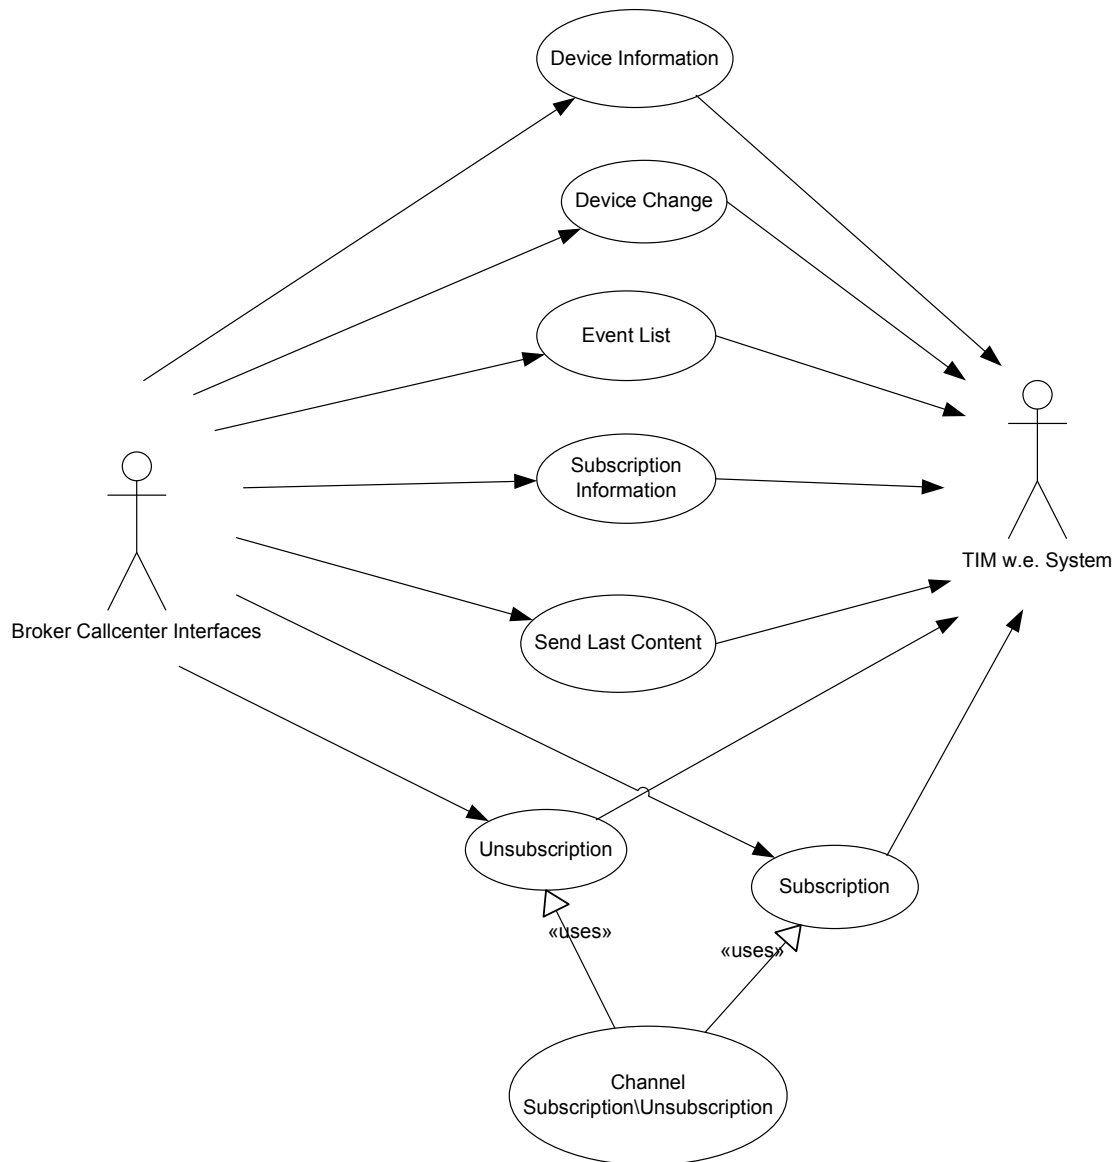 Device Information
Device Change
Event List
Subscription
Information
TIM w.e. System
Broker Callcenter Interfaces
Send Last Content
Unsubscription
Subscription
«uses»
«uses»
Channel
Subscription\Unsubscription